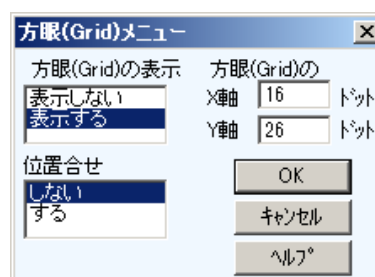 方眼(Grid)ﾒﾆｭｰ
方眼(Grid)の表示
表示しない
表示する
方眼(Grid)の
X軸 16 ﾄﾞｯﾄ
Y軸 26 ﾄﾞｯﾄ
位置合せ
しない
する
OK
ｷｬﾝｾﾙ
ﾍﾙﾌﾟ